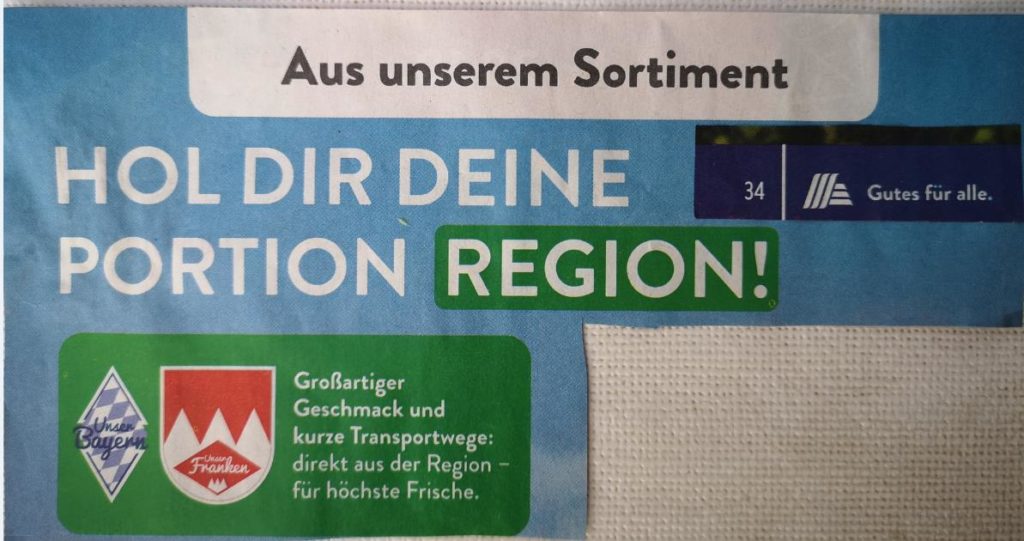 Aus unserem Sortiment
HOL DIR DEINE
PORTION REGION!
34
Gutes für alle.
Unser
Bayern
Unser
Franken
Großartiger
Geschmack und
kurze Transportwege:
direkt aus der Region –
für höchste Frische.